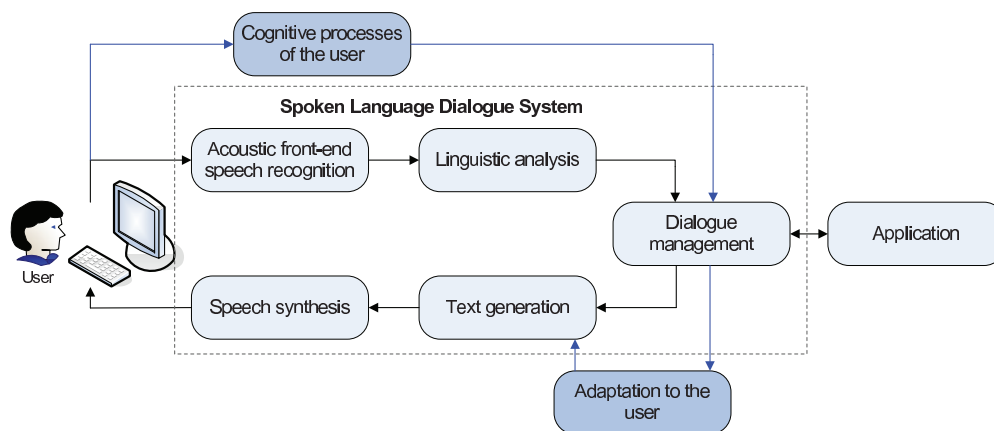 Cognitive processes
of the user
Spoken Language Dialogue System
Acoustic front-end
speech recognition
Linguistic analysis
Dialogue
management
Application
User
Speech synthesis
Text generation
Adaptation to the
user